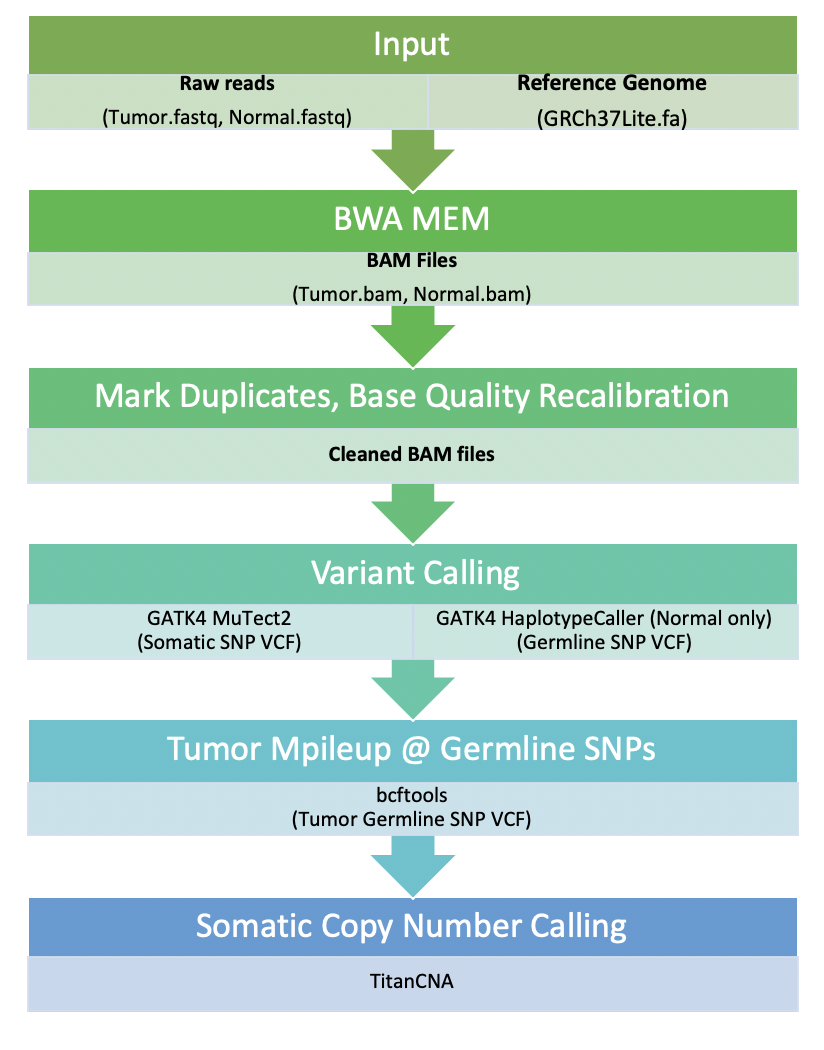 Input
Raw reads
(Tumor.fastq, Normal.fastq)
Reference Genome
(GRCh37Lite.fa)
BWA MEM
BAM Files
(Tumor.bam, Normal.bam)
Mark Duplicates, Base Quality Recalibration
Cleaned BAM files
Variant Calling
GATK4 MuTect2
(Somatic SNP VCF)
GATK4 HaplotypeCaller (Normal only)
(Germline SNP VCF)
Tumor Mpileup @ Germline SNPs
bcftools
(Tumor Germline SNP VCF)
Somatic Copy Number Calling
TitanCNA